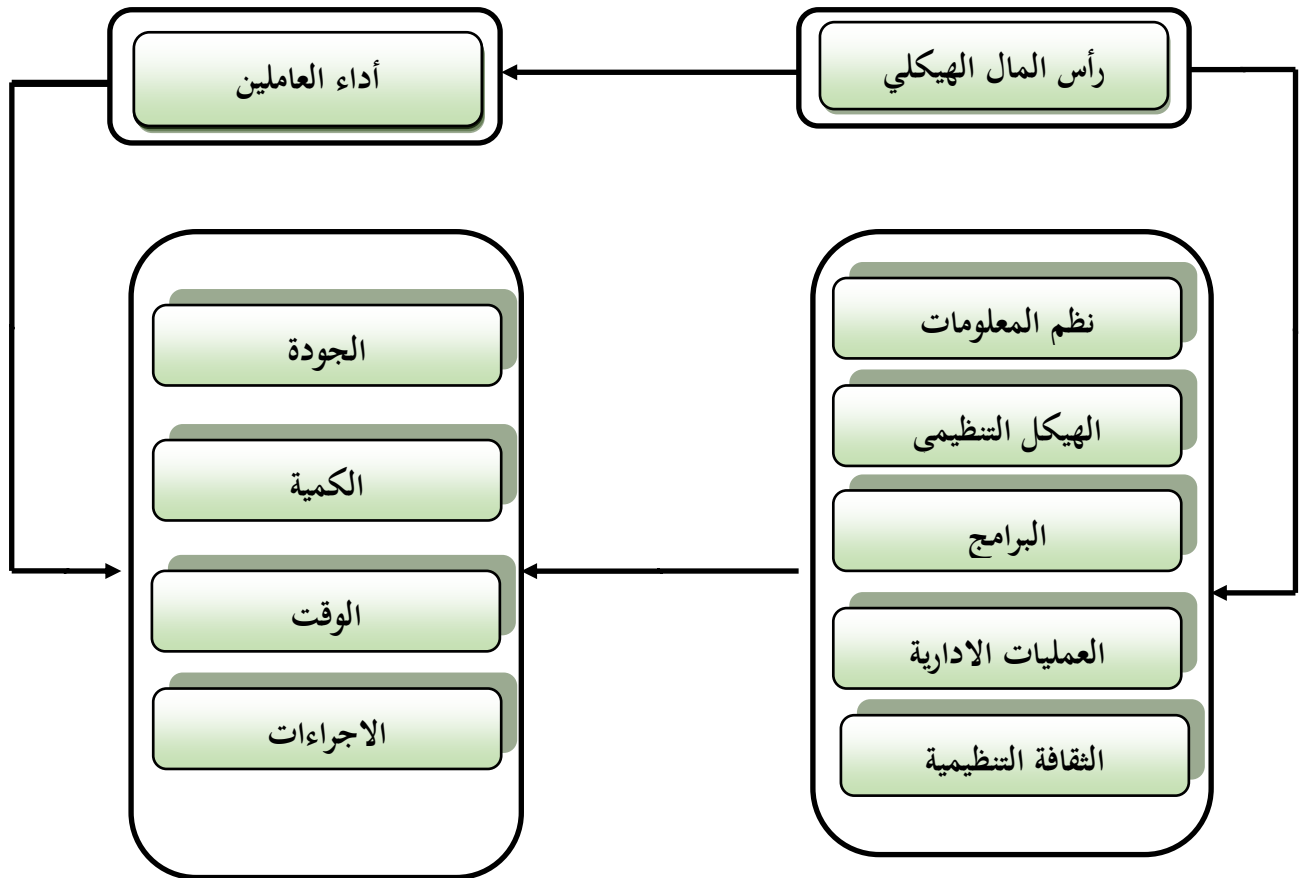 رأس المال الهيكلي
أداء العاملين
نظم المعلومات
الهيكل التنظيمى
البرامج
العمليات الادارية
الثقافة التنظيمية
الجودة
الكمية
الوقت
الاجراءات